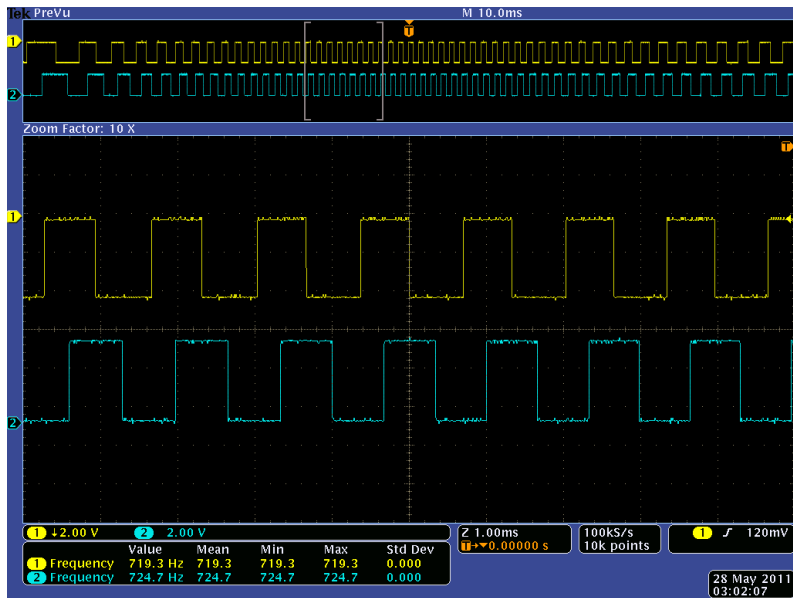 Tek PreVu M 10.0ms
T
1
2
Zoom Factor: 10 X
T
1
2
1 ↓2.00 V 2 2.00 V Z 1.00ms 100kS/s 1 ƒ 120mV
T→▼0.00000 s 10k points
Value Mean Min Max Std Dev
1 Frequency 719.3 Hz 719.3 719.3 719.3 0.000
2 Frequency 724.7 Hz 724.7 724.7 724.7 0.000
28 May 2011
03:02:07